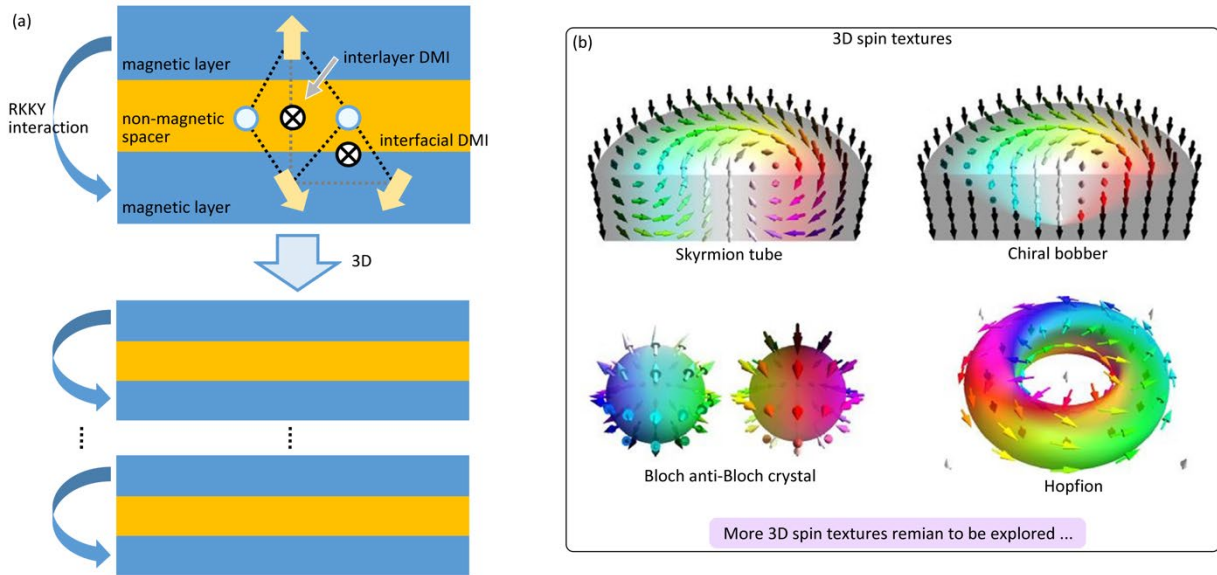 (a)
magnetic layer
interlayer DMI
RKKY
interaction
non-magnetic
spacer
interfacial DMI
magnetic layer
3D
(b)
3D spin textures
Skyrmion tube
Chiral bobber
Bloch anti-Bloch crystal
Hopfion
More 3D spin textures remian to be explored ...